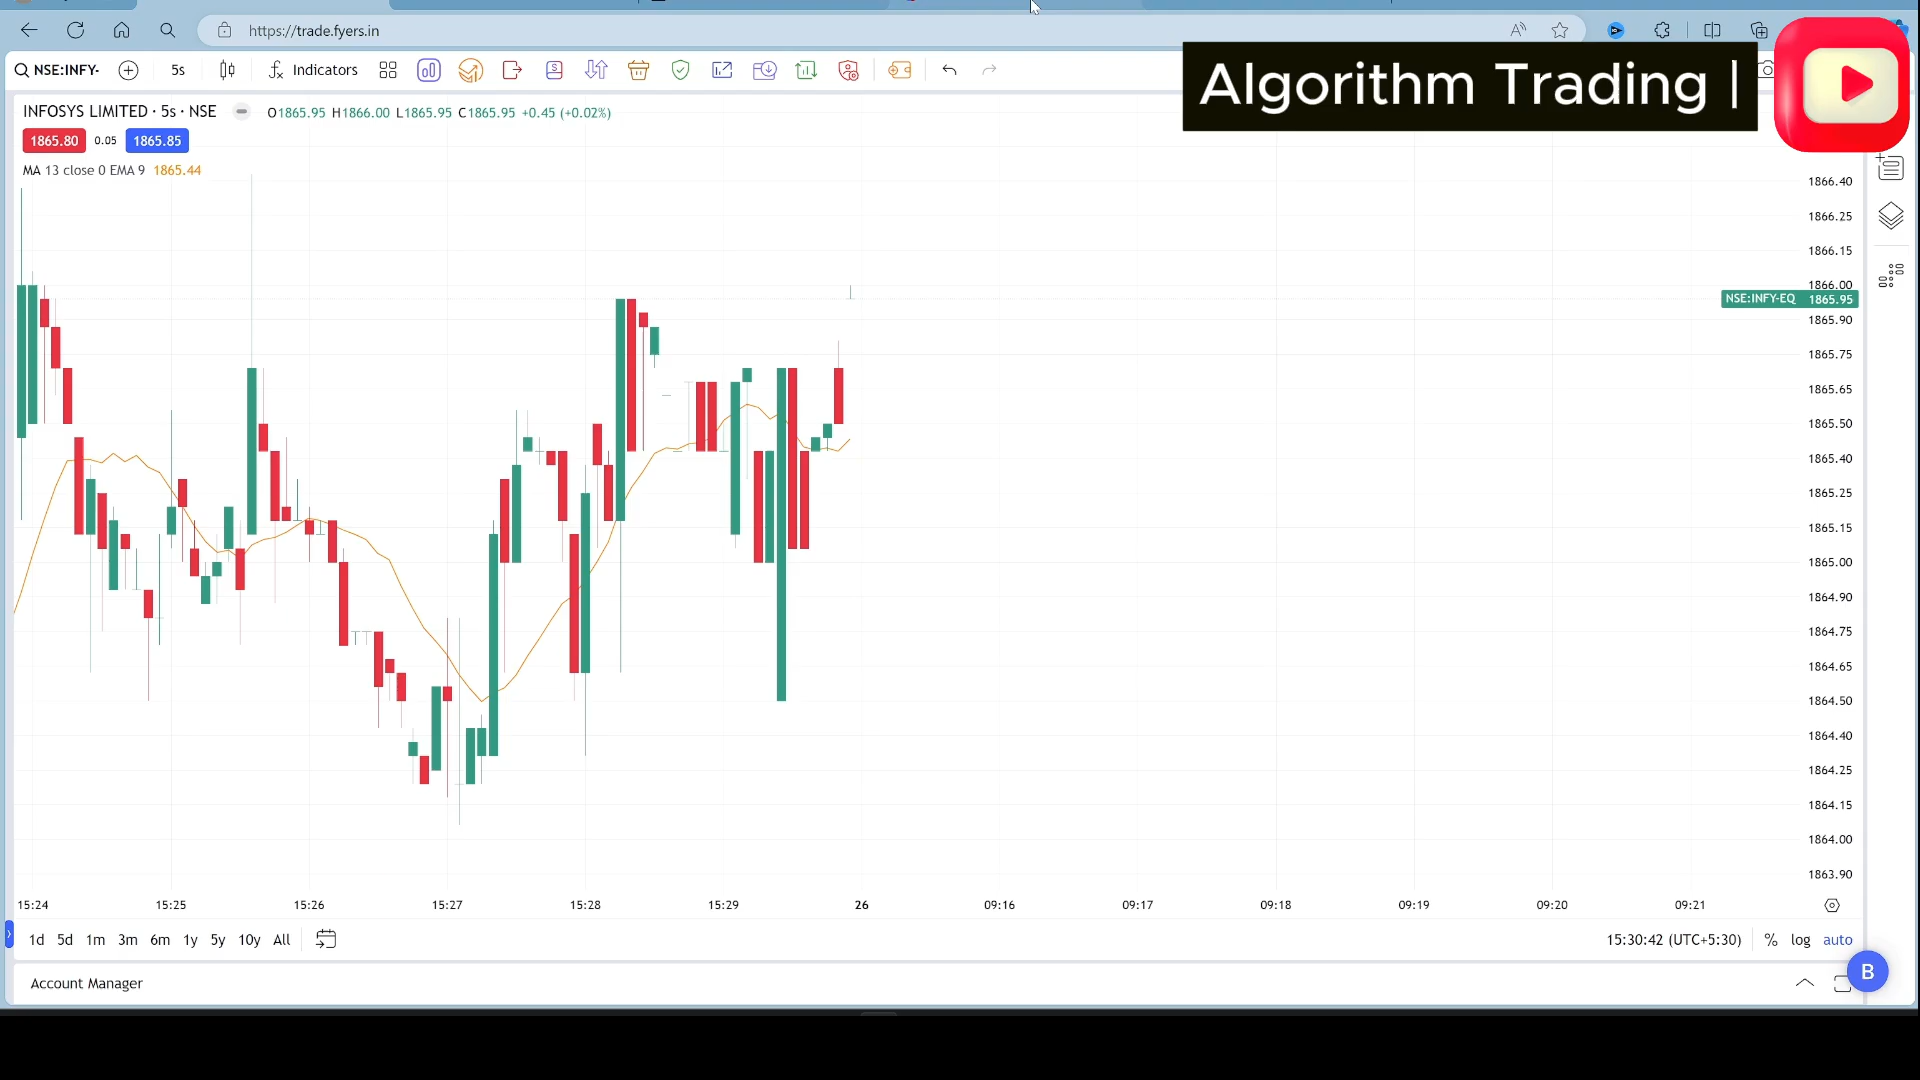 https://trade.fyers.in
NSE:INFY-
5s
Indicators
Algorithm Trading |
INFOSYS LIMITED · 5s · NSE
O1865.95 H1866.00 L1865.95 C1865.95 +0.45 (+0.02%)
1865.80
0.05
1865.85
MA 13 close 0 EMA 9 1865.44
1866.40
1866.25
1866.15
1866.00
NSE:INFY-EQ 1865.95
1865.90
1865.75
1865.65
1865.50
1865.40
1865.25
1865.15
1865.00
1864.90
1864.75
1864.65
1864.50
1864.40
1864.25
1864.15
1864.00
1863.90
15:24 15:25 15:26 15:27 15:28 15:29 26 09:16 09:17 09:18 09:19 09:20 09:21
1d 5d 1m 3m 6m 1y 5y 10y All
15:30:42 (UTC+5:30) % log auto
Account Manager
B